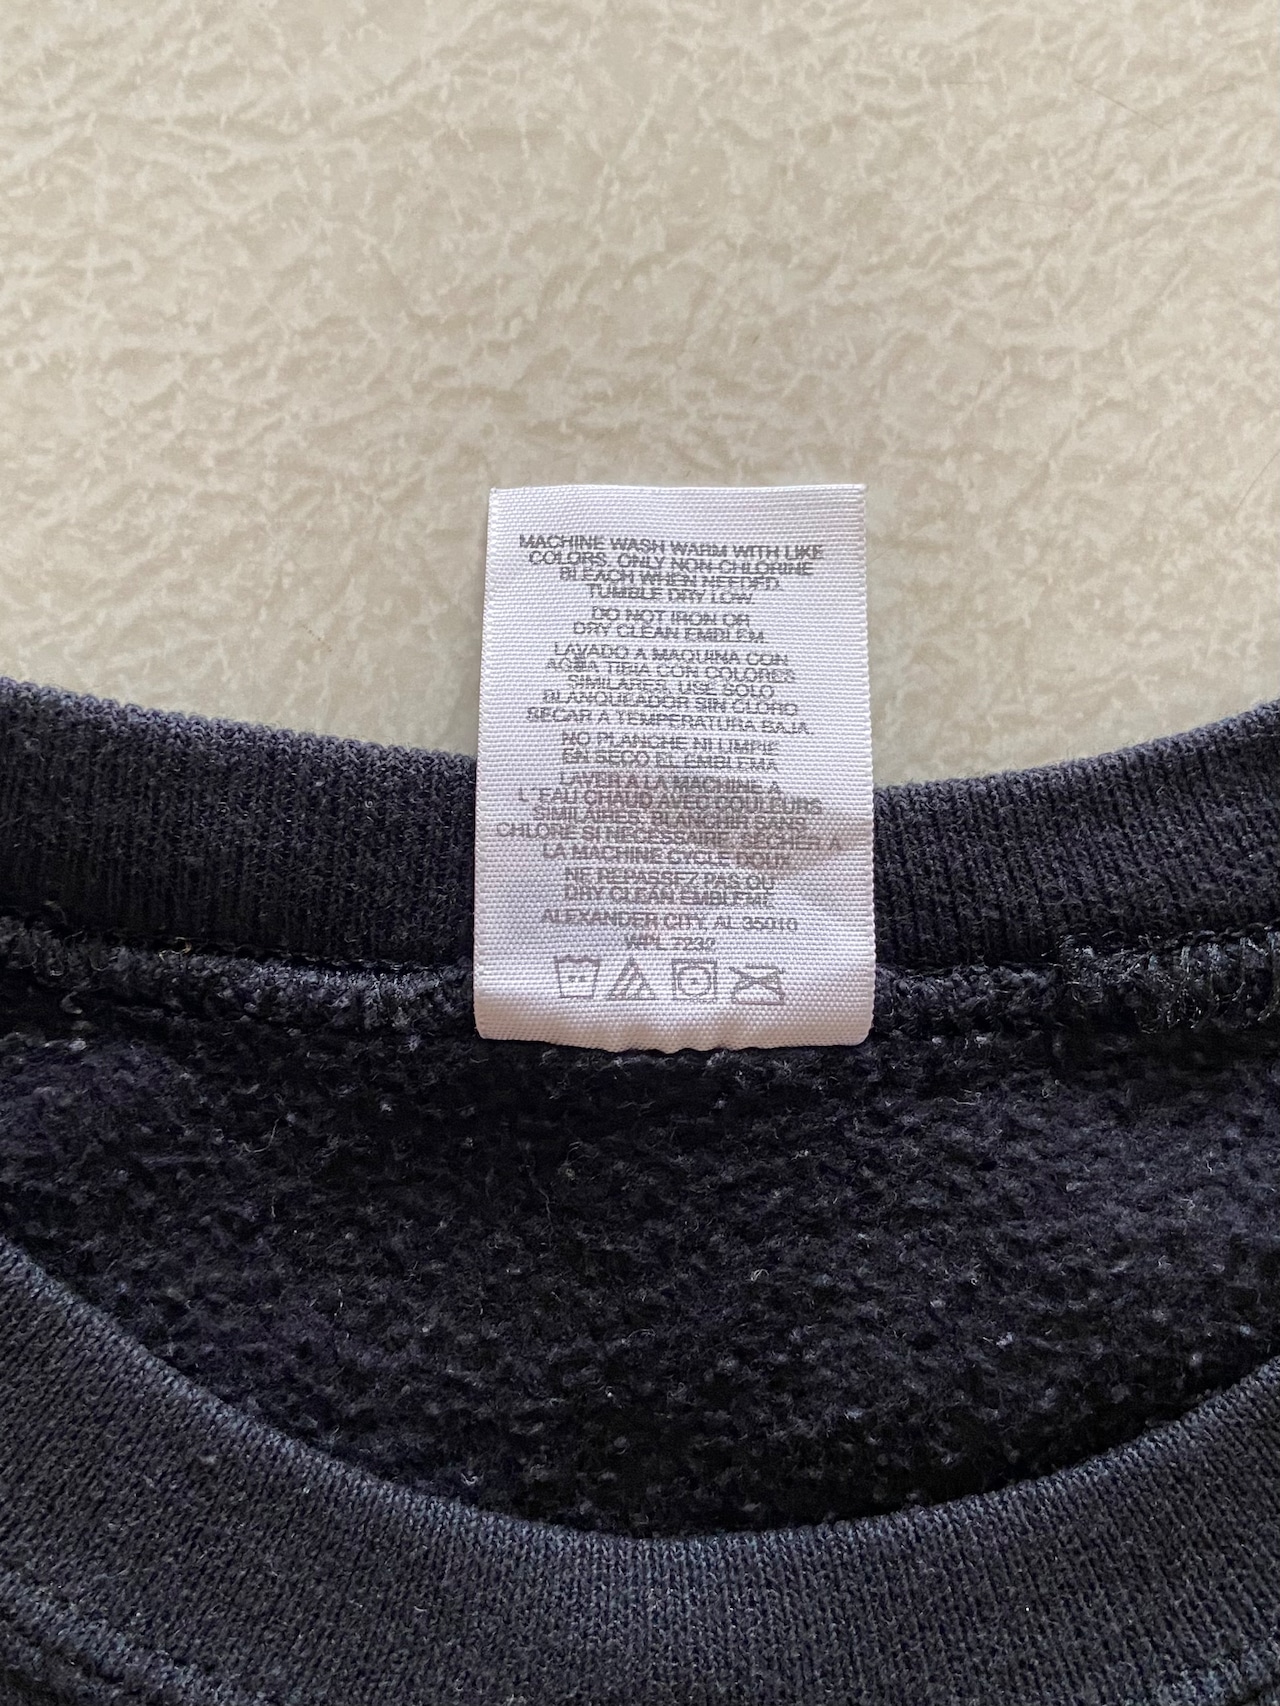 MACHINE WASH WARM WITH LIKE
COLORS. ONLY NON CHLORINE
BLEACH WHEN NEEDED.
TUMBLE DRY LOW.
DO NOT IRON OR
DRY CLEAN EMBLEM.
LAVADO A MAQUINA CON
AGUA TIBIA CON COLORES
SIMILARES. USE SOLO
BLANQUEADOR SIN CLORO
SECAR A TEMPERATURA BAJA.
NO PLANCHE NI LIMPIE
EN SECO EL EMBLEMA
LAVER A LA MACHINE A
L'EAU CHAUD AVEC COULEURS
SIMILAIRES. BLANCHIR SANS
CHLORE SI NECESSAIRE. SECHER A
LA MACHINE CYCLE DOUX.
NE REPASSEZ PAS OU
DRY CLEAN EMBLEME.
ALEXANDER CITY, AL 35010
WPL 7232